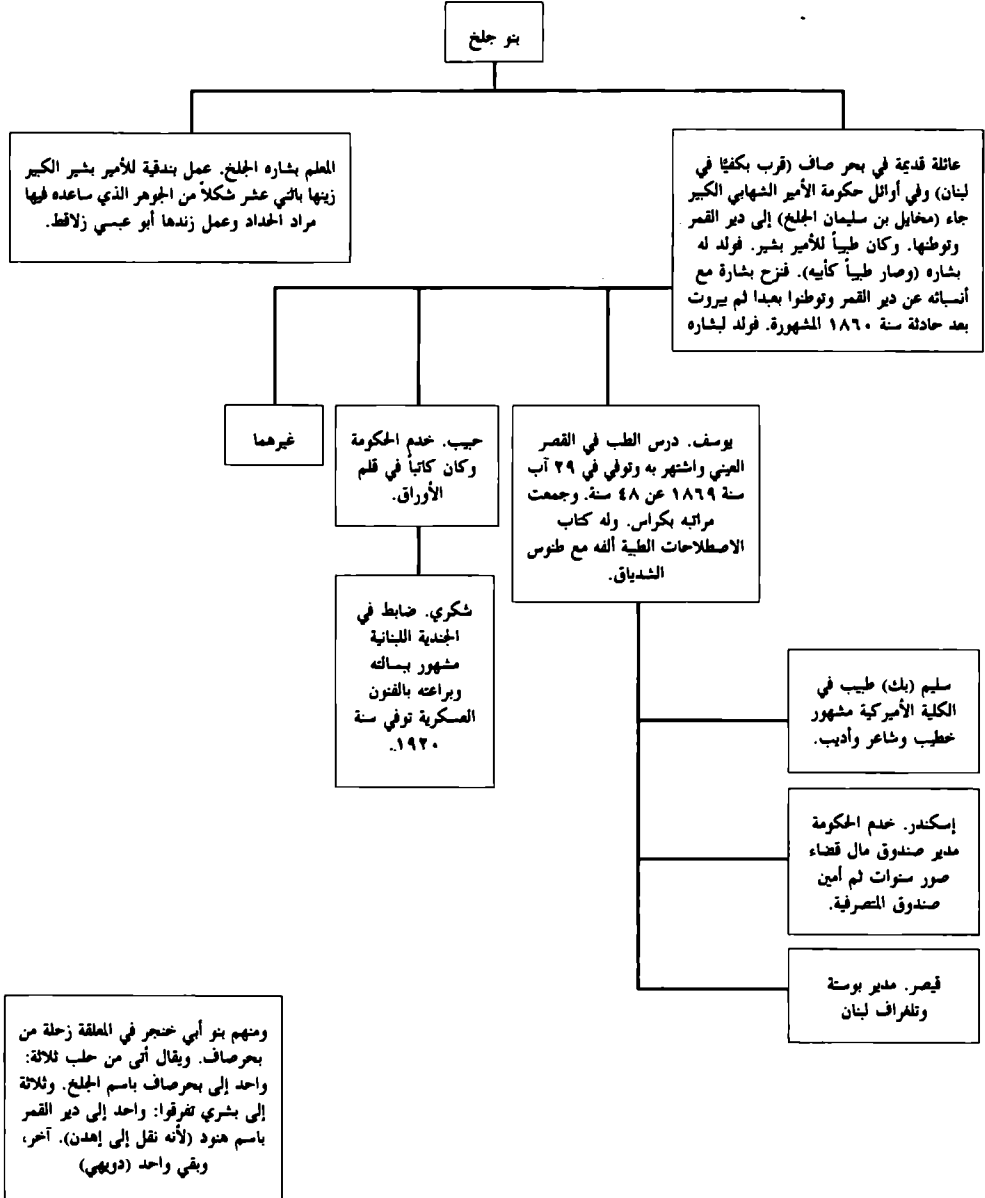 بنو جلخ
عائلة قديمة في بحر صاف (قرب بكفيّا في
لبنان) وفي أوائل حكومة الأمير الشهابي الكبير
جاء (مخايل بن سليمان الجلخ) إلى دير القمر
وتوطنها. وكان طبيباً للأمير بشير. فولد له
بشاره (وصار طبيباً كأبيه). فنزح بشارة مع
أنسبائه عن دير القمر وتوطنوا بعبدا ثم بيروت
بعد حادثة سنة ١٨٦٠ المشهورة. فولد لبشاره
المعلم بشاره الجلخ. عمل بندقية للأمير بشير الكبير
زينها باثني عشر شكلاً من الجوهر الذي ساعده فيها
مراد الحداد وعمل زندها أبو عبسي زلاقط.
يوسف. درس الطب في القصر
العيني واشتهر به وتوفي في ٢٩ آب
سنة ١٨٦٩ عن ٤٨ سنة. وجمعت
مراثيه بكراس. وله كتاب
الاصطلاحات الطبية ألفه مع طنوس
الشدياق.
حبيب. خدم الحكومة
وكان كاتباً في قلم
الأوراق.
غيرهما
شكري. ضابط في
الجندية اللبنانية
مشهور ببسالته
وبراعته بالفنون
العسكرية توفي سنة
١٩٢٠.
سليم (بك) طبيب في
الكلية الأميركية مشهور
خطيب وشاعر وأديب.
إسكندر. خدم الحكومة
مدير صندوق مال قضاء
صور سنوات ثم أمين
صندوق المتصرفية.
قيصر. مدير بوستة
وتلغراف لبنان
ومنهم بنو أبي خنجر في المعلقة زحلة من
بحرصاف. ويقال أتى من حلب ثلاثة:
واحد إلى بحرصاف باسم الجلخ. وثلاثة
إلى بشري تفرقوا: واحد إلى دير القمر
باسم هنود (لأنه نقل إلى إهدن). آخر،
وبقي واحد (دويهي)